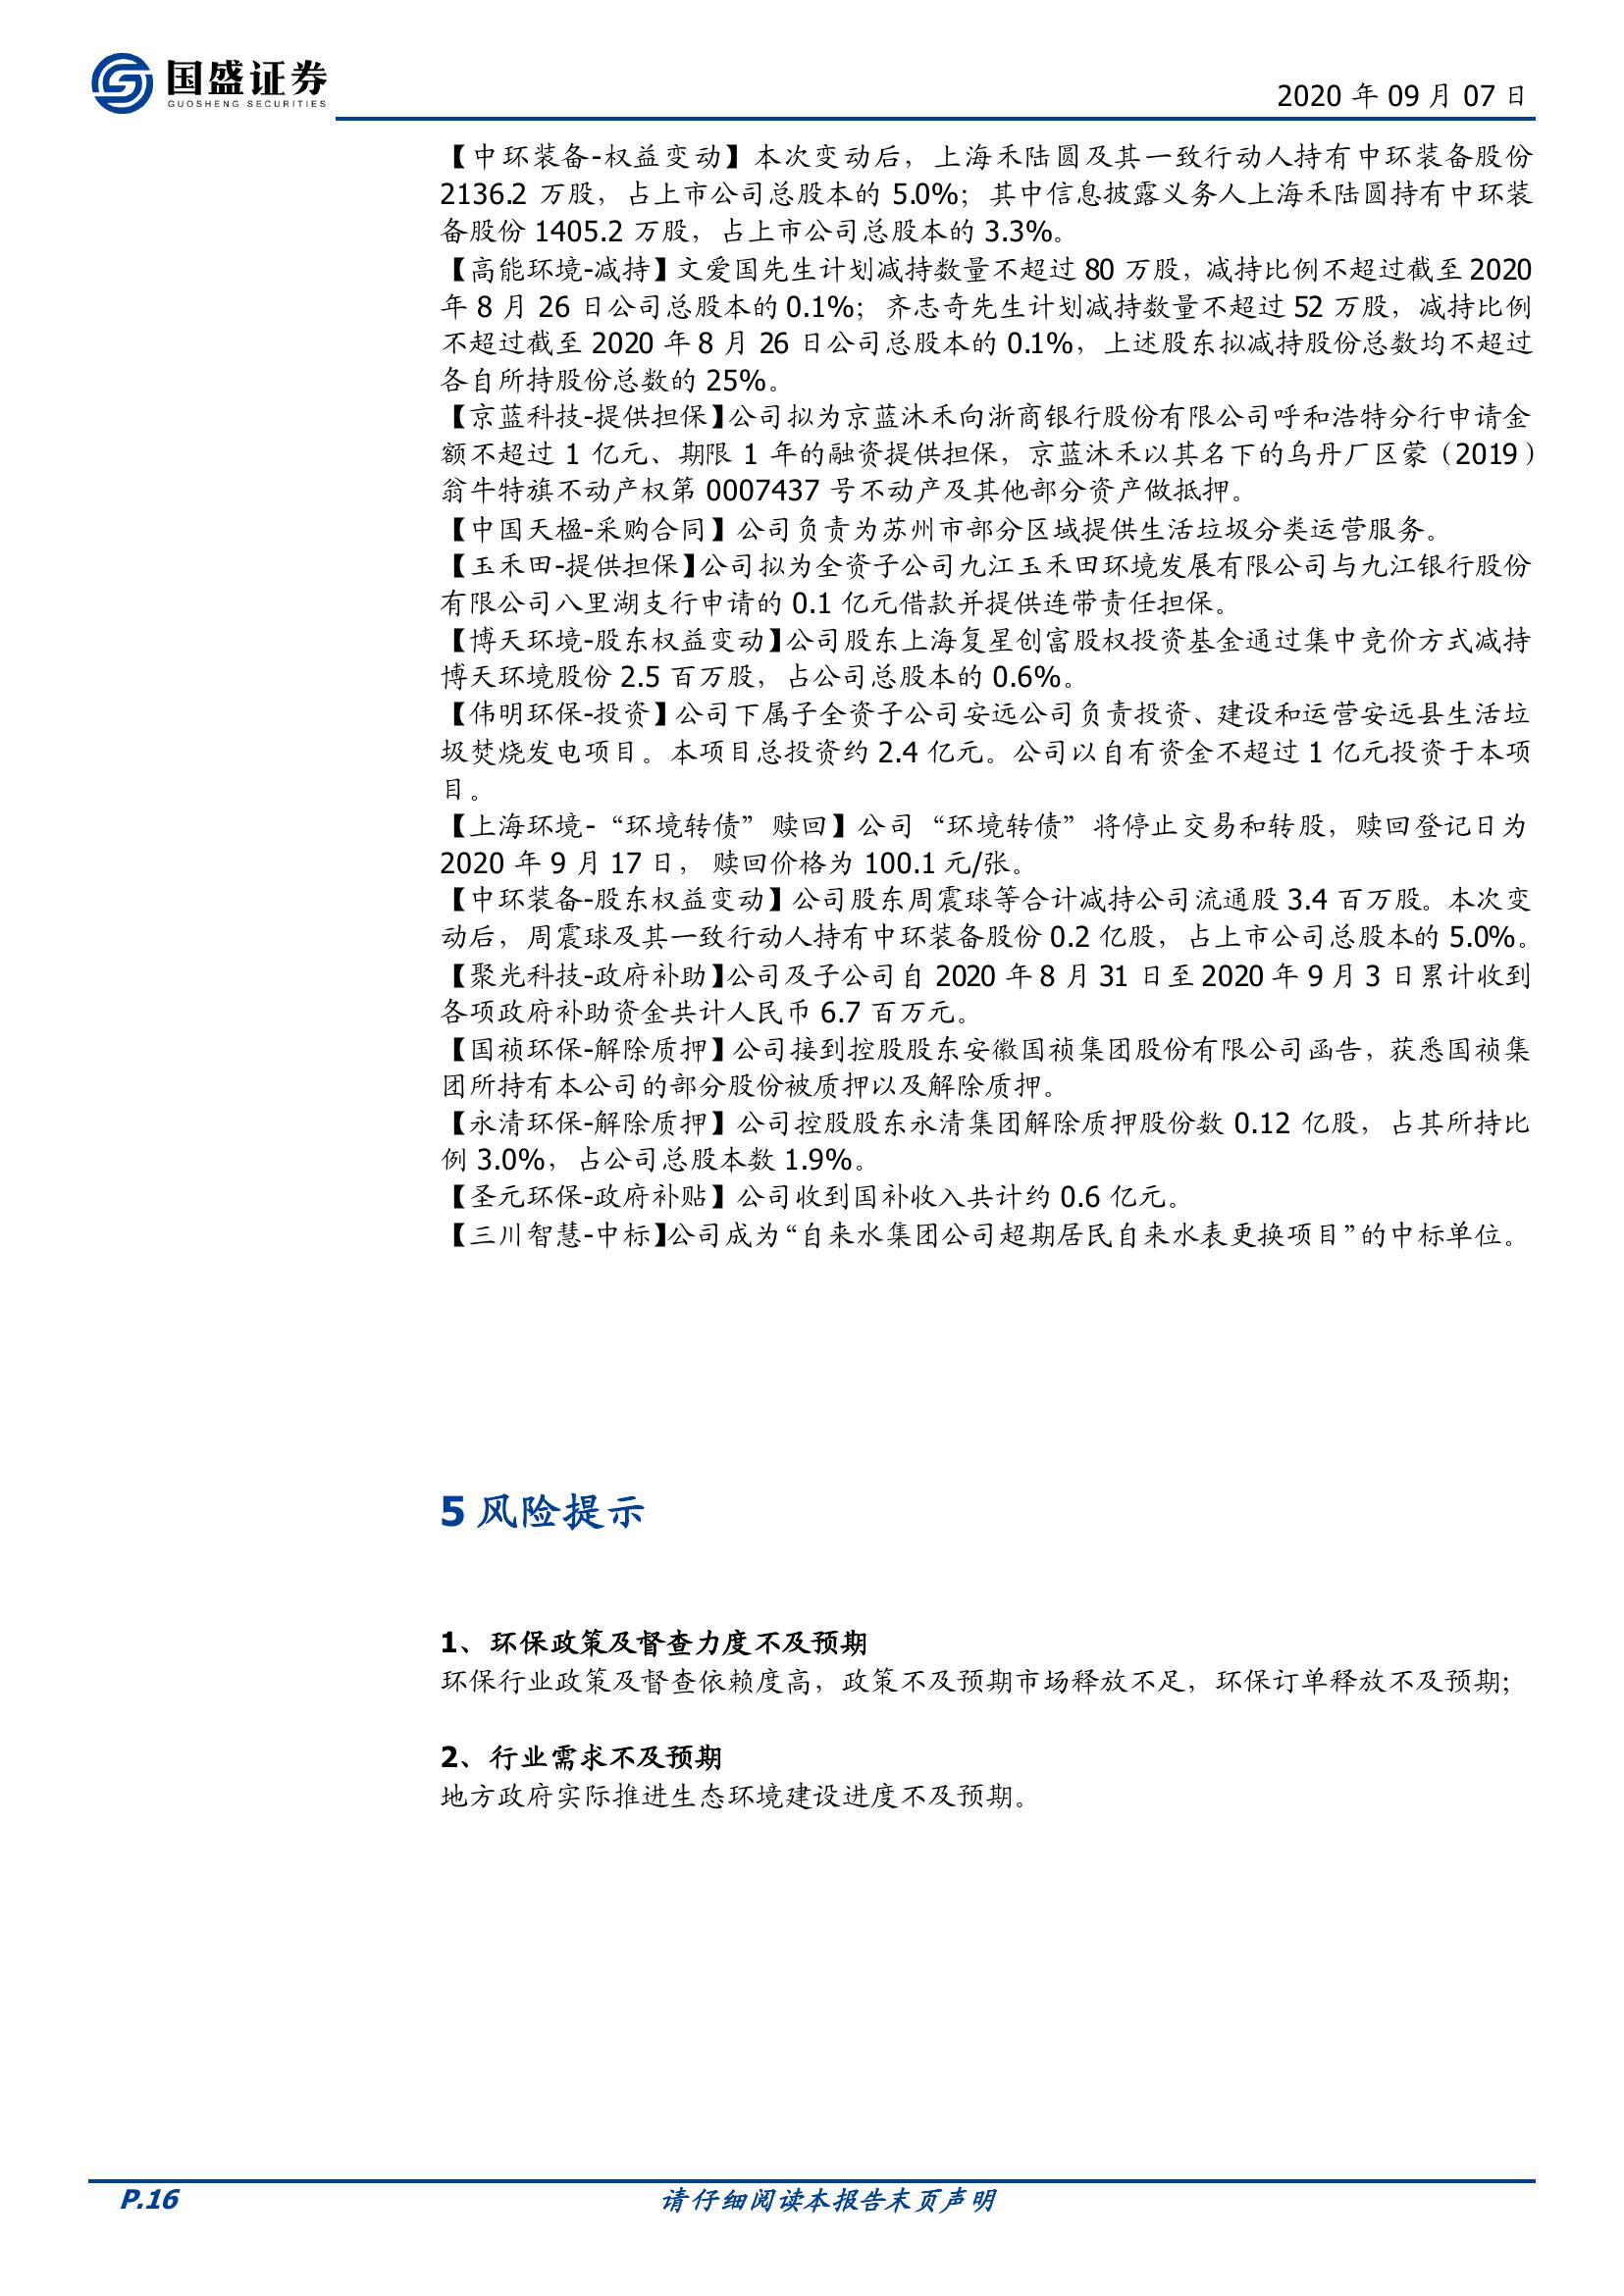 国盛证券
GUOSHENG SECURITIES
2020 年 09 月 07 日
【中环装备-权益变动】本次变动后，上海禾陆圆及其一致行动人持有中环装备股份
2136.2 万股，占上市公司总股本的 5.0%；其中信息披露义务人上海禾陆圆持有中环装
备股份 1405.2 万股，占上市公司总股本的 3.3%。
【高能环境-减持】文爱国先生计划减持数量不超过 80 万股，减持比例不超过截至 2020
年 8 月 26 日公司总股本的 0.1%；齐志奇先生计划减持数量不超过 52 万股，减持比例
不超过截至 2020 年 8 月 26 日公司总股本的 0.1%，上述股东拟减持股份总数均不超过
各自所持股份总数的 25%。
【京蓝科技-提供担保】公司拟为京蓝沐禾向浙商银行股份有限公司呼和浩特分行申请金
额不超过 1 亿元、期限 1 年的融资提供担保，京蓝沐禾以其名下的乌丹厂区蒙（2019）
翁牛特旗不动产权第 0007437 号不动产及其他部分资产做抵押。
【中国天楹-采购合同】公司负责为苏州市部分区域提供生活垃圾分类运营服务。
【玉禾田-提供担保】公司拟为全资子公司九江玉禾田环境发展有限公司与九江银行股份
有限公司八里湖支行申请的 0.1 亿元借款并提供连带责任担保。
【博天环境-股东权益变动】公司股东上海复星创富股权投资基金通过集中竞价方式减持
博天环境股份 2.5 百万股，占公司总股本的 0.6%。
【伟明环保-投资】公司下属子全资子公司安远公司负责投资、建设和运营安远县生活垃
圾焚烧发电项目。本项目总投资约 2.4 亿元。公司以自有资金不超过 1 亿元投资于本项
目。
【上海环境-“环境转债”赎回】公司“环境转债”将停止交易和转股，赎回登记日为
2020 年 9 月 17 日，赎回价格为 100.1 元/张。
【中环装备-股东权益变动】公司股东周震球等合计减持公司流通股 3.4 百万股。本次变
动后，周震球及其一致行动人持有中环装备股份 0.2 亿股，占上市公司总股本的 5.0%。
【聚光科技-政府补助】公司及子公司自 2020 年 8 月 31 日至 2020 年 9 月 3 日累计收到
各项政府补助资金共计人民币 6.7 百万元。
【国祯环保-解除质押】公司接到控股股东安徽国祯集团股份有限公司函告，获悉国祯集
团所持有本公司的部分股份被质押以及解除质押。
【永清环保-解除质押】公司控股股东永清集团解除质押股份数 0.12 亿股，占其所持比
例 3.0%，占公司总股本数 1.9%。
【圣元环保-政府补贴】公司收到国补收入共计约 0.6 亿元。
【三川智慧-中标】公司成为“自来水集团公司超期居民自来水表更换项目”的中标单位。
5 风险提示
1、环保政策及督查力度不及预期
环保行业政策及督查依赖度高，政策不及预期市场释放不足，环保订单释放不及预期；
2、行业需求不及预期
地方政府实际推进生态环境建设进度不及预期。
P.16
请仔细阅读本报告末页声明